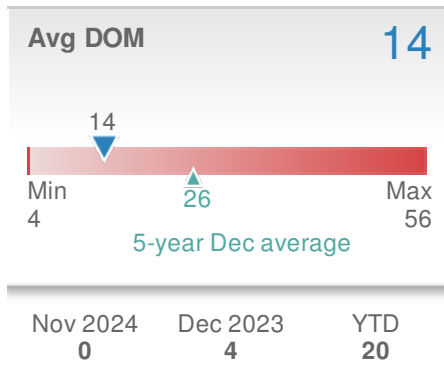 Avg DOM 14
14
Min Max
4 56
26
5-year Dec average
Nov 2024 Dec 2023 YTD
0 4 20